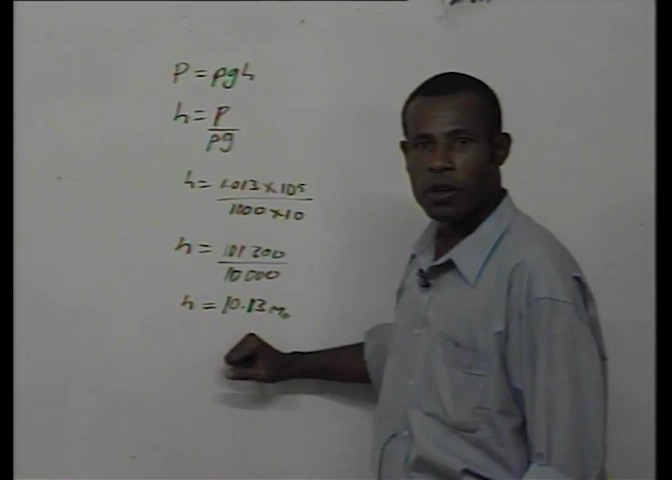 P = ρgh
h = P
ρg
h = 1.013 x 10⁵
1000 x 10
h = 101 300
10 000
h = 10.13 m.